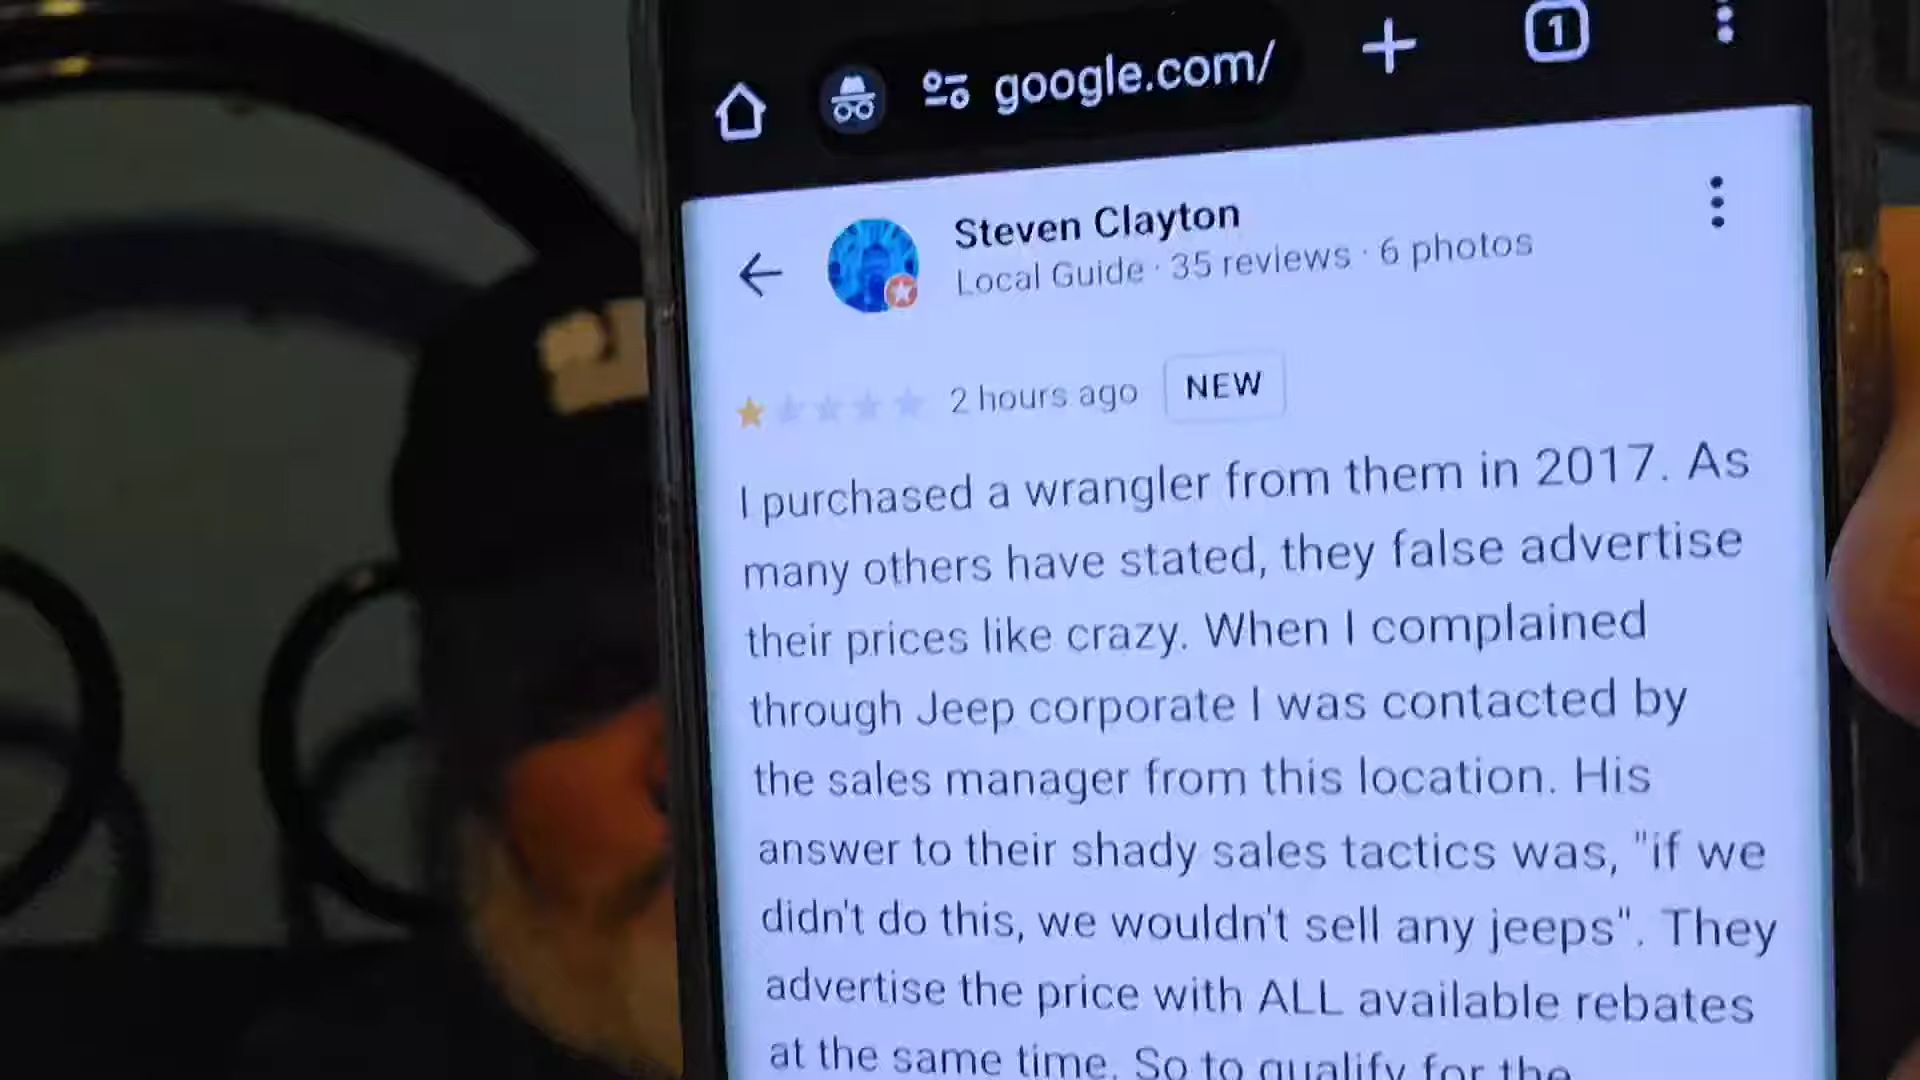 google.com/
1
Steven Clayton
Local Guide · 35 reviews · 6 photos
2 hours ago NEW
I purchased a wrangler from them in 2017. As
many others have stated, they false advertise
their prices like crazy. When I complained
through Jeep corporate I was contacted by
the sales manager from this location. His
answer to their shady sales tactics was, "if we
didn't do this, we wouldn't sell any jeeps". They
advertise the price with ALL available rebates
at the same time. So to qualify for the